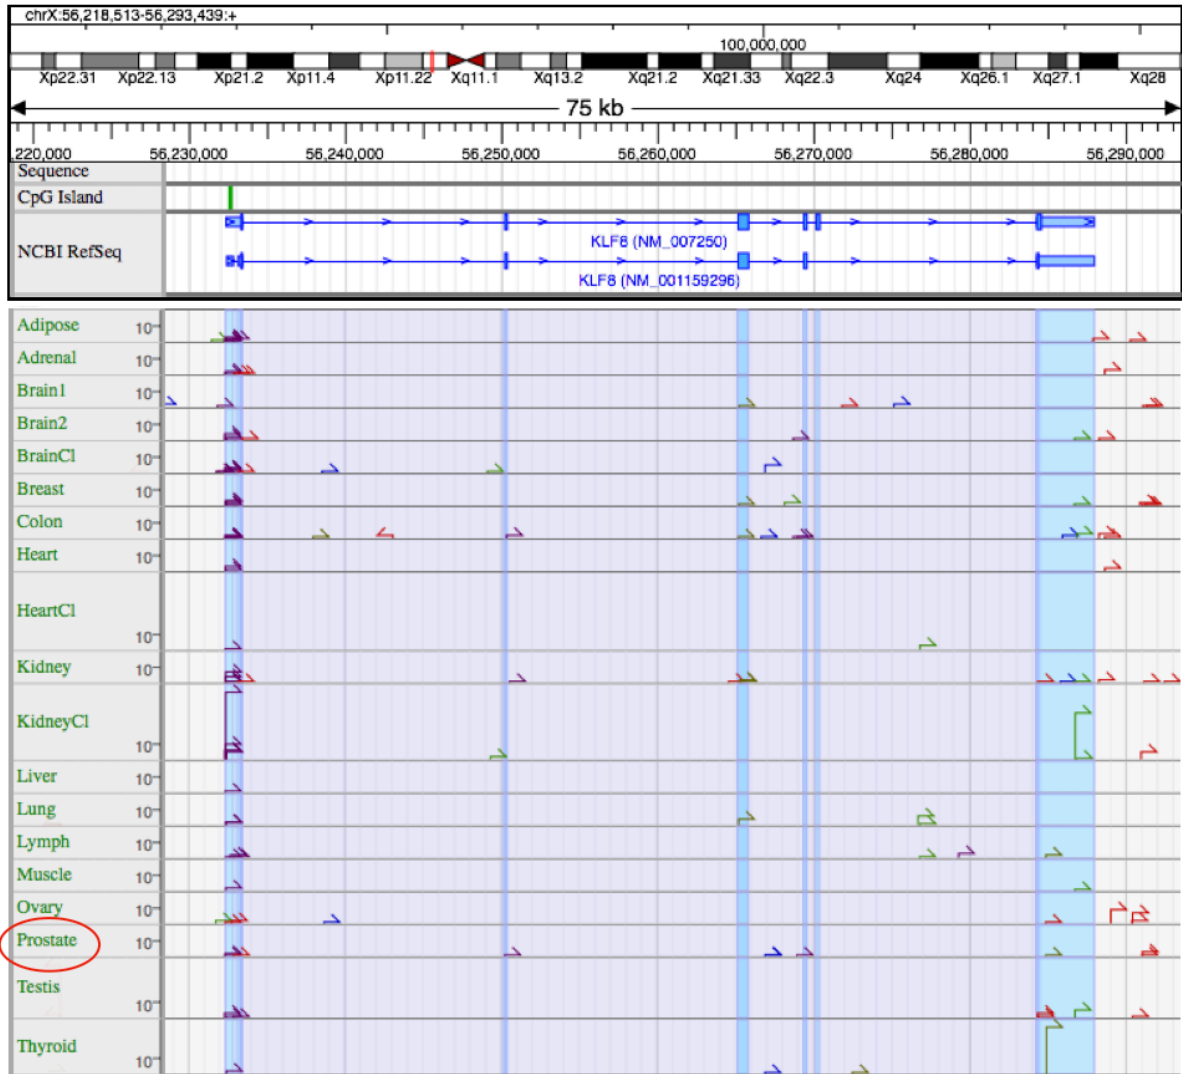 chrX:56,218,513-56,293,439:+
100,000,000
Xp22.31 Xp22.13 Xp21.2 Xp11.4 Xp11.22 Xq11.1 Xq13.2 Xq21.2 Xq21.33 Xq22.3 Xq24 Xq26.1 Xq27.1 Xq28
75 kb
,220,000 56,230,000 56,240,000 56,250,000 56,260,000 56,270,000 56,280,000 56,290,000
Sequence
CpG Island
NCBI RefSeq
KLF8 (NM_007250)
KLF8 (NM_001159296)
Adipose 10
Adrenal 10
Brain1 10
Brain2 10
BrainCl 10
Breast 10
Colon 10
Heart 10
HeartCl 10
Kidney 10
KidneyCl 10
Liver 10
Lung 10
Lymph 10
Muscle 10
Ovary 10
Prostate 10
Testis 10
Thyroid 10